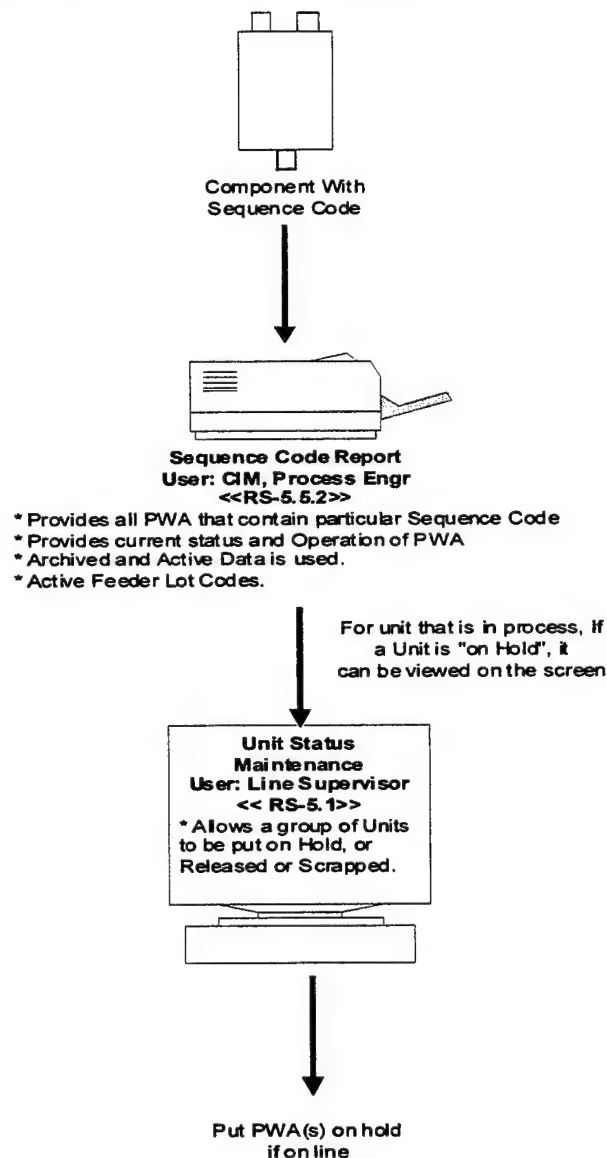 Component With
Sequence Code
Sequence Code Report
User: CIM, Process Engr
<<RS-5.5.2>>
* Provides all PWA that contain particular Sequence Code
* Provides current status and Operation of PWA
* Archived and Active Data is used.
* Active Feeder Lot Codes.
For unit that is in process, If
a Unit is "on Hold", it
can be viewed on the screen
Unit Status
Maintenance
User: Line Supervisor
<< RS-5.1>>
* Allows a group of Units
to be put on Hold, or
Released or Scrapped.
Put PWA(s) on hold
if on line